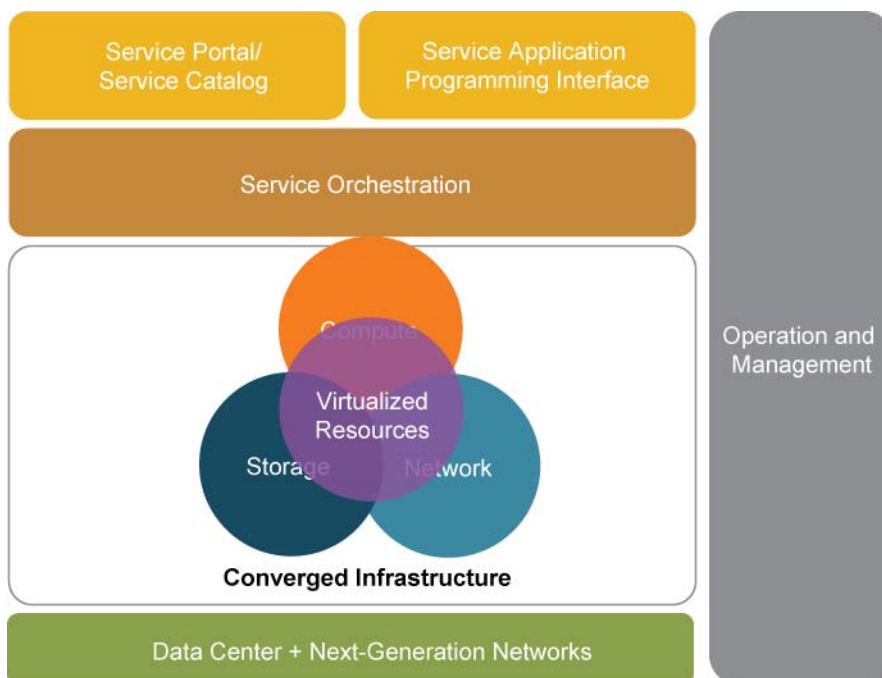 Service Portal/
Service Catalog
Service Application
Programming Interface
Service Orchestration
Compute
Virtualized
Resources
Storage
Network
Converged Infrastructure
Data Center + Next-Generation Networks
Operation and
Management